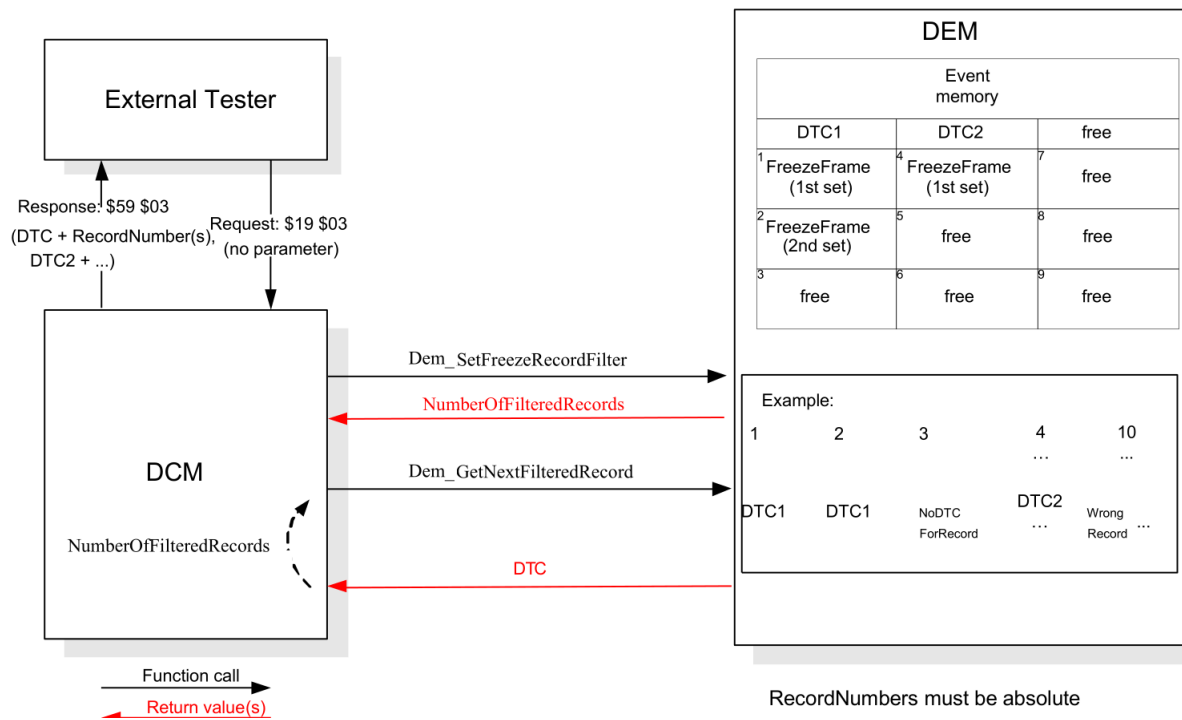 External Tester
Response: $59 $03
(DTC + RecordNumber(s),
DTC2 + ...)
Request: $19 $03
(no parameter)
DCM
NumberOfFilteredRecords
Function call
Return value(s)
Dem_SetFreezeRecordFilter
NumberOfFilteredRecords
Dem_GetNextFilteredRecord
DTC
DEM
Event
memory
DTC1 DTC2 free
1 4 7
FreezeFrame FreezeFrame free
(1st set) (1st set)
2 5 8
FreezeFrame free free
(2nd set)
3 6 9
free free free
Example:
1 2 3 4 10
... ...
DTC1 DTC1 NoDTC DTC2 Wrong
ForRecord ... Record ...
RecordNumbers must be absolute